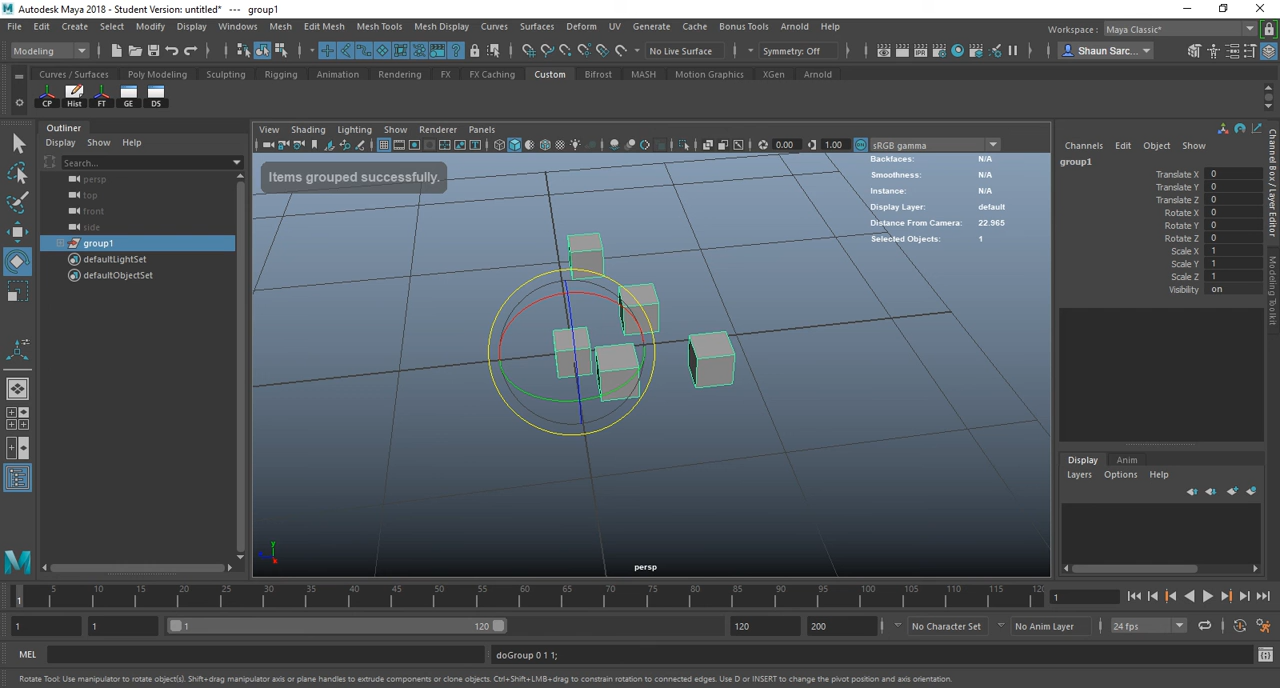 Autodesk Maya 2018 - Student Version: untitled*   ---   group1
File Edit Create Select Modify Display Windows Mesh Edit Mesh Mesh Tools Mesh Display Curves Surfaces Deform UV Generate Cache Bonus Tools Arnold Help
Workspace : Maya Classic*
Modeling No Live Surface Symmetry: Off Shaun Sarc...
Curves / Surfaces Poly Modeling Sculpting Rigging Animation Rendering FX FX Caching Custom Bifrost MASH Motion Graphics XGen Arnold
CP Hist FT GE DS
Outliner
Display Show Help
Search...
persp
top
front
side
group1
defaultLightSet
defaultObjectSet
View Shading Lighting Show Renderer Panels
0.00 1.00 sRGB gamma
Items grouped successfully.
Backfaces: N/A
Smoothness: N/A
Instance: N/A
Display Layer: default
Distance From Camera: 22.965
Selected Objects: 1
y
persp
Channels Edit Object Show
group1
Translate X 0
Translate Y 0
Translate Z 0
Rotate X 0
Rotate Y 0
Rotate Z 0
Scale X 1
Scale Y 1
Scale Z 1
Visibility on
Channel Box / Layer Editor
Modeling Toolkit
Display Anim
Layers Options Help
1 5 10 15 20 25 30 35 40 45 50 55 60 65 70 75 80 85 90 95 100 105 110 115 120
1
1 1 1 120 120 200 No Character Set No Anim Layer 24 fps
MEL doGroup 0 1 1;
Rotate Tool: Use manipulator to rotate object(s). Shift+drag manipulator axis or plane handles to extrude components or clone objects. Ctrl+Shift+LMB+drag to constrain rotation to connected edges. Use D or INSERT to change the pivot position and axis orientation.